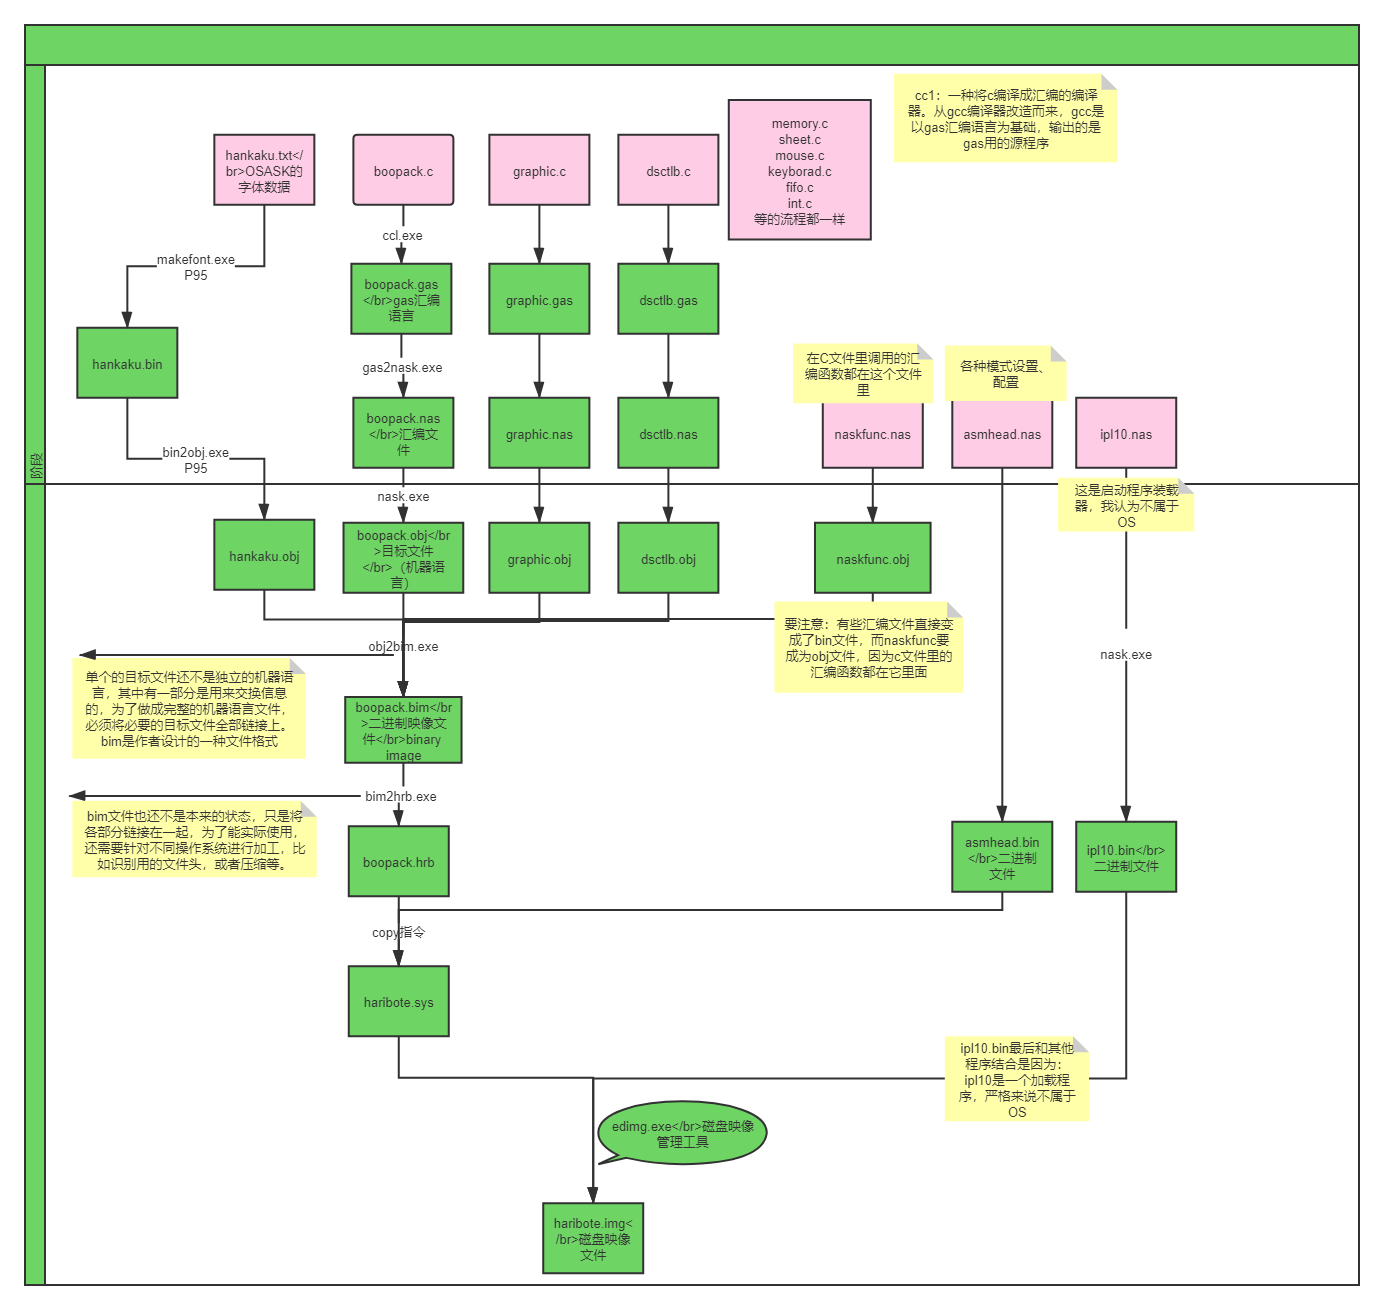 cc1：一种将c编译成汇编的编译
器。从gcc编译器改造而来，gcc是
以gas汇编语言为基础，输出的是
gas用的源程序
hankaku.txt</
br>OSASK的
字体数据
boopack.c
graphic.c
dsctlb.c
memory.c
sheet.c
mouse.c
keyborad.c
fifo.c
int.c
等的流程都一样
ccl.exe
makefont.exe
P95
boopack.gas
</br>gas汇编
语言
graphic.gas
dsctlb.gas
hankaku.bin
gas2nask.exe
在C文件里调用的汇
编函数都在这个文件
里
各种模式设置、
配置
boopack.nas
</br>汇编文
件
graphic.nas
dsctlb.nas
naskfunc.nas
asmhead.nas
ipl10.nas
bin2obj.exe
P95
阶段
nask.exe
这是启动程序装载
器，我认为不属于
OS
hankaku.obj
boopack.obj</br
>目标文件
</br>（机器语
言）
graphic.obj
dsctlb.obj
naskfunc.obj
要注意：有些汇编文件直接变
成了bin文件，而naskfunc要
成为obj文件，因为c文件里的
汇编函数都在它里面
obj2bim.exe
nask.exe
单个的目标文件还不是独立的机器语
言，其中有一部分是用来交换信息
的，为了做成完整的机器语言文件，
必须将必要的目标文件全部链接上。
bim是作者设计的一种文件格式
boopack.bim</br
>二进制映像文
件</br>binary
image
bim2hrb.exe
bim文件也还不是本来的状态，只是将
各部分链接在一起，为了能实际使用，
还需要针对不同操作系统进行加工，比
如识别用的文件头，或者压缩等。
boopack.hrb
asmhead.bin
</br>二进制
文件
ipl10.bin</br>
二进制文件
copy指令
haribote.sys
ipl10.bin最后和其他
程序结合是因为：
ipl10是一个加载程
序，严格来说不属于
OS
edimg.exe</br>磁盘映像
管理工具
haribote.img<
/br>磁盘映像
文件